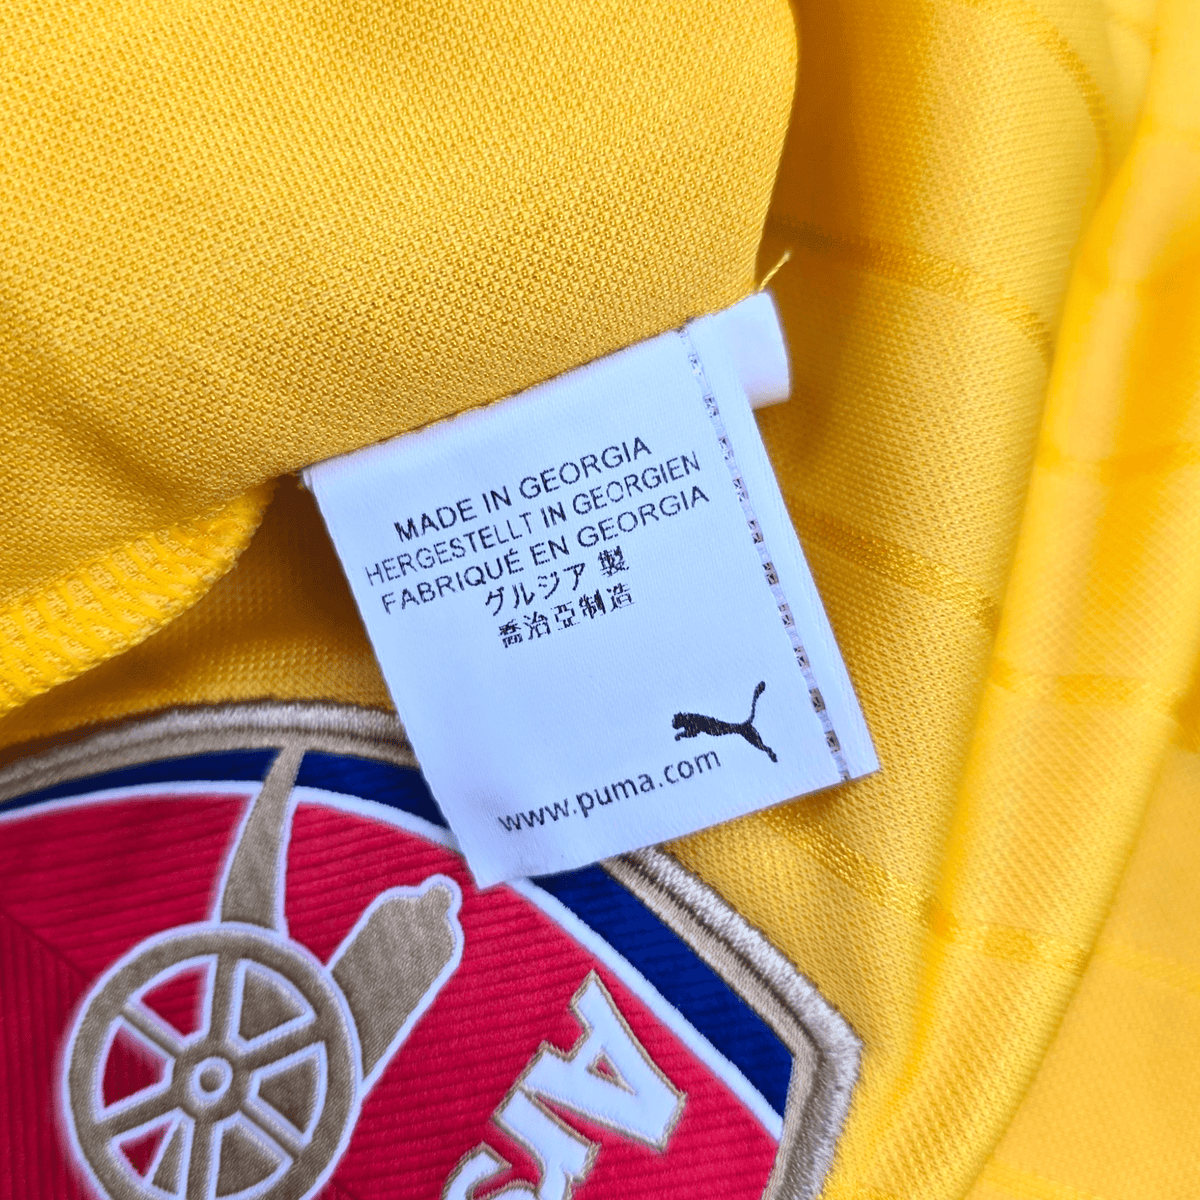 MADE IN GEORGIA
HERGESTELLT IN GEORGIEN
FABRIQUÉ EN GEORGIA
グルジア 製
喬治亞制造
www.puma.com
Ars